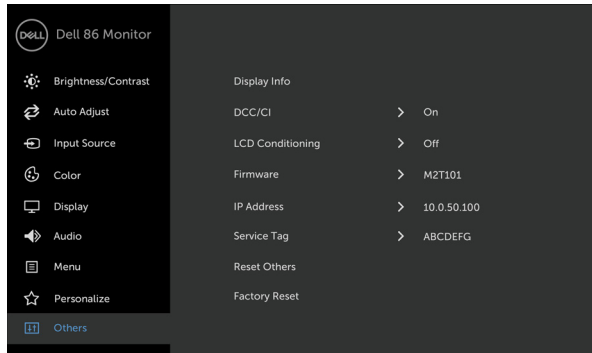 DELL Dell 86 Monitor
Brightness/Contrast Display Info
Auto Adjust DCC/CI > On
Input Source LCD Conditioning > Off
Color Firmware > M2T101
Display IP Address > 10.0.50.100
Audio Service Tag > ABCDEFG
Menu Reset Others
Personalize Factory Reset
Others